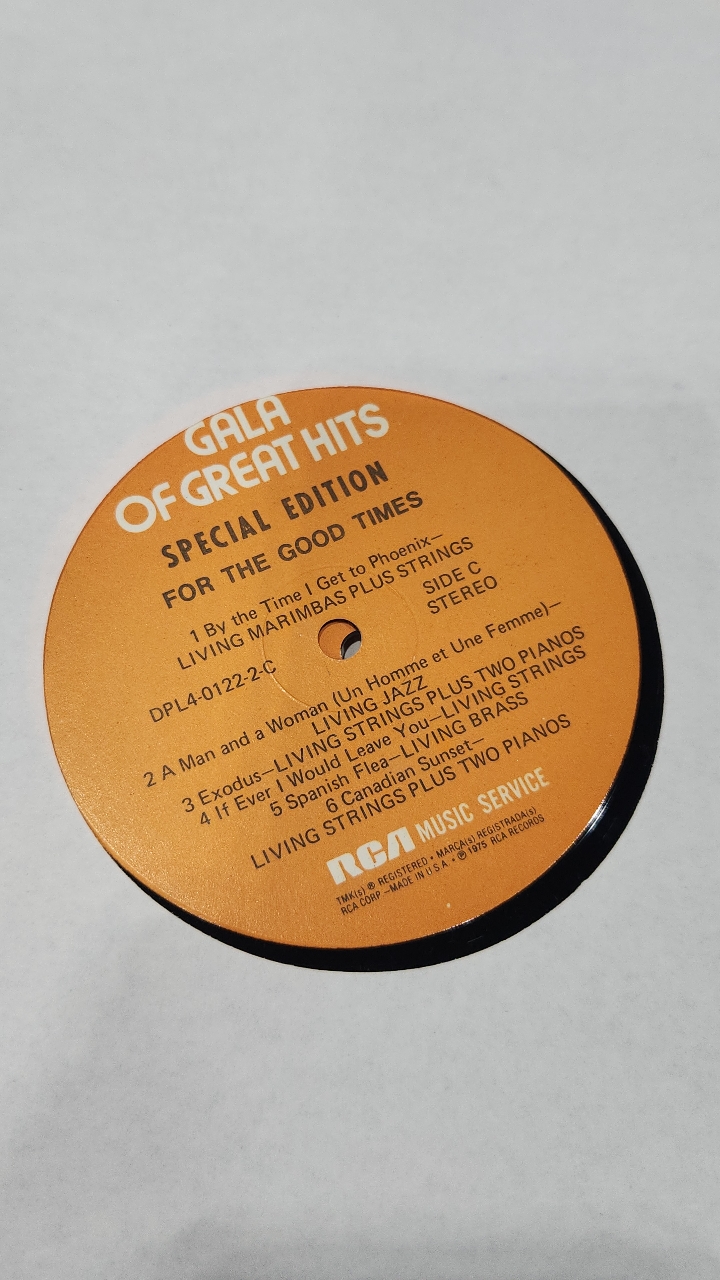 GALA
OF GREAT HITS
SPECIAL EDITION
FOR THE GOOD TIMES
1 By the Time I Get to Phoenix—
LIVING MARIMBAS PLUS STRINGS
SIDE C
STEREO
DPL4-0122-2-C
2 A Man and a Woman (Un Homme et Une Femme)—
LIVING JAZZ
3 Exodus—LIVING STRINGS PLUS TWO PIANOS
4 If Ever I Would Leave You—LIVING STRINGS
5 Spanish Flea—LIVING BRASS
6 Canadian Sunset—
LIVING STRINGS PLUS TWO PIANOS
RCA MUSIC SERVICE
TMK(s) ® REGISTERED • MARCA(s) REGISTRADA(s)
RCA CORP—MADE IN U.S.A. • ℗ 1975 RCA RECORDS